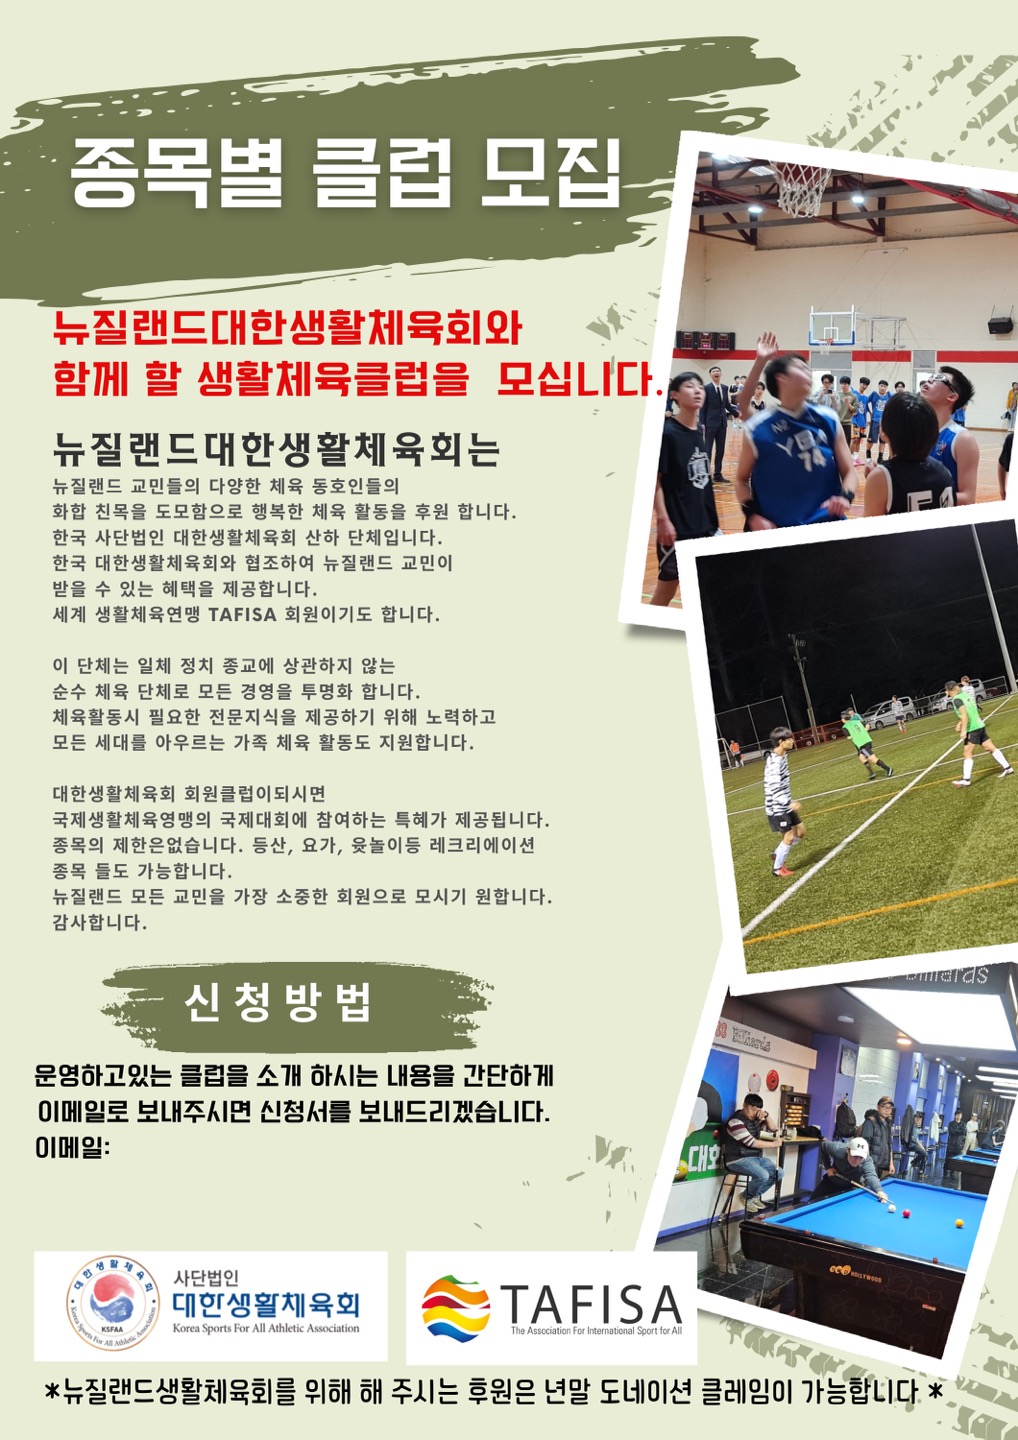 종목별 클럽 모집
뉴질랜드대한생활체육회와
함께 할 생활체육클럽을 모십니다.
뉴질랜드대한생활체육회는
뉴질랜드 교민들의 다양한 체육 동호인들의
화합 친목을 도모함으로 행복한 체육 활동을 후원 합니다.
한국 사단법인 대한생활체육회 산하 단체입니다.
한국 대한생활체육회와 협조하여 뉴질랜드 교민이
받을 수 있는 혜택을 제공합니다.
세계 생활체육연맹 TAFISA 회원이기도 합니다.
이 단체는 일체 정치 종교에 상관하지 않는
순수 체육 단체로 모든 경영을 투명화 합니다.
체육활동시 필요한 전문지식을 제공하기 위해 노력하고
모든 세대를 아우르는 가족 체육 활동도 지원합니다.
대한생활체육회 회원클럽이되시면
국제생활체육영맹의 국제대회에 참여하는 특혜가 제공됩니다.
종목의 제한은없습니다. 등산, 요가, 윷놀이등 레크리에이션
종목 들도 가능합니다.
뉴질랜드 모든 교민을 가장 소중한 회원으로 모시기 원합니다.
감사합니다.
신청방법
운영하고있는 클럽을 소개 하시는 내용을 간단하게
이메일로 보내주시면 신청서를 보내드리겠습니다.
이메일:
Billiards
Billiards
대회
HOLLYWOOD
74
대한생활체육회
KSFAA
Korea Sports For All Athletic Association
사단법인
대한생활체육회
Korea Sports For All Athletic Association
TAFISA
The Association For International Sport for All
*뉴질랜드생활체육회를 위해 해 주시는 후원은 년말 도네이션 클레임이 가능합니다 *